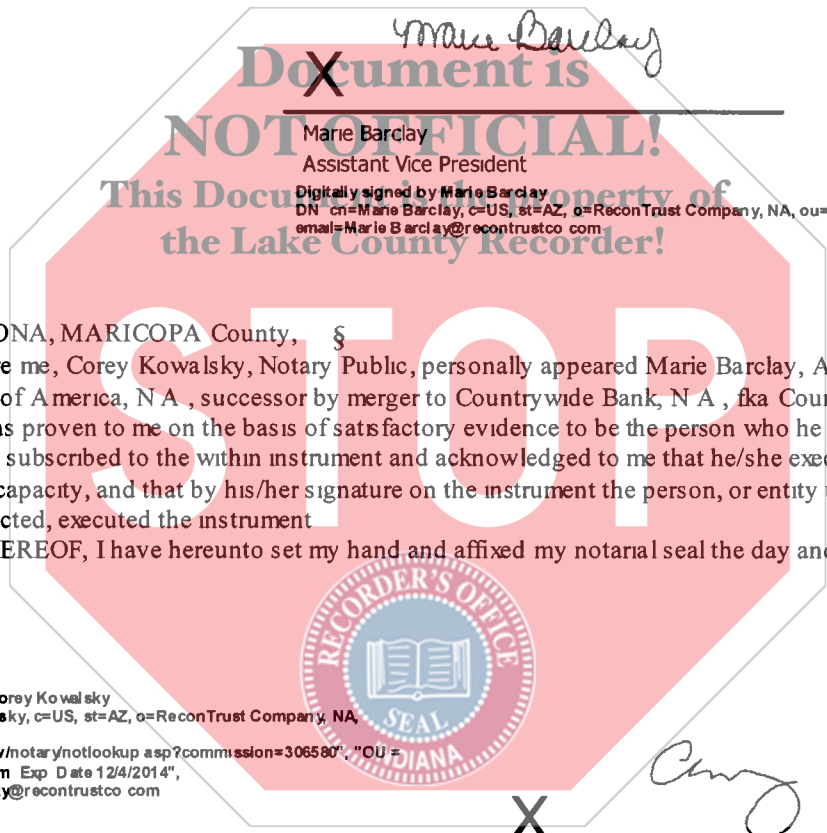 Marie Barclay
Document is
X
NOT OFFICIAL!
Marie Barclay
Assistant Vice President
This Document is the property of
Digitally signed by Marie Barclay
DN cn=Marie Barclay, c=US, st=AZ, o=ReconTrust Company, NA, ou=
email=Marie Barclay@recontrustco com
the Lake County Recorder!
STOP
ONA, MARICOPA County, §
e me, Corey Kowalsky, Notary Public, personally appeared Marie Barclay, A
of America, N A , successor by merger to Countrywide Bank, N A , fka Coun
as proven to me on the basis of satisfactory evidence to be the person who he
subscribed to the within instrument and acknowledged to me that he/she exec
capacity, and that by his/her signature on the instrument the person, or entity u
cted, executed the instrument
EREOF, I have hereunto set my hand and affixed my notarial seal the day and
RECORDER'S OFFICE
SEAL
INDIANA
orey Kowalsky
sky, c=US, st=AZ, o=ReconTrust Company, NA,
v/notary/notlookup asp?commission=306580", "OU =
m Exp Date 12/4/2014",
ky@recontrustco com
X